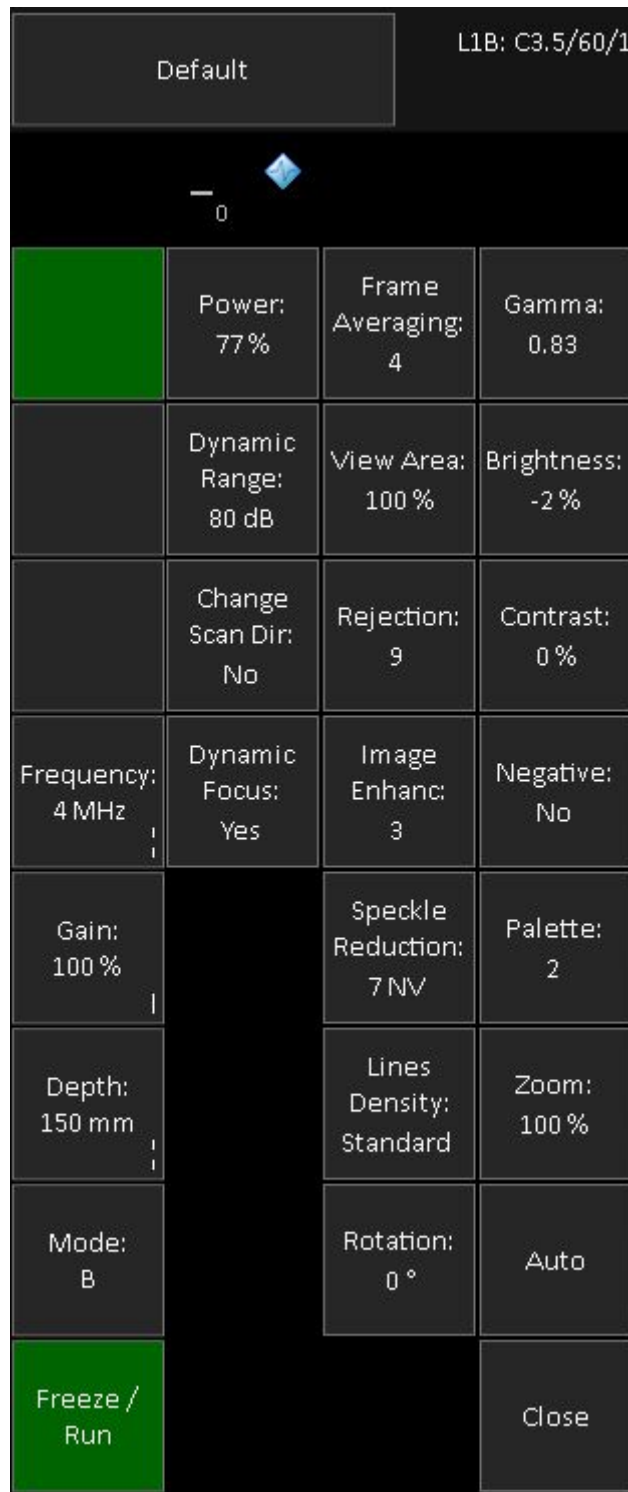 Default
L1B: C3.5/60/1
0
Power:
77%
Frame
Averaging:
4
Gamma:
0.83
Dynamic
Range:
80 dB
View Area:
100 %
Brightness:
-2 %
Change
Scan Dir:
No
Rejection:
9
Contrast:
0 %
Frequency:
4 MHz
Dynamic
Focus:
Yes
Image
Enhanc:
3
Negative:
No
Gain:
100 %
Speckle
Reduction:
7 NV
Palette:
2
Depth:
150 mm
Lines
Density:
Standard
Zoom:
100 %
Mode:
B
Rotation:
0 °
Auto
Freeze /
Run
Close